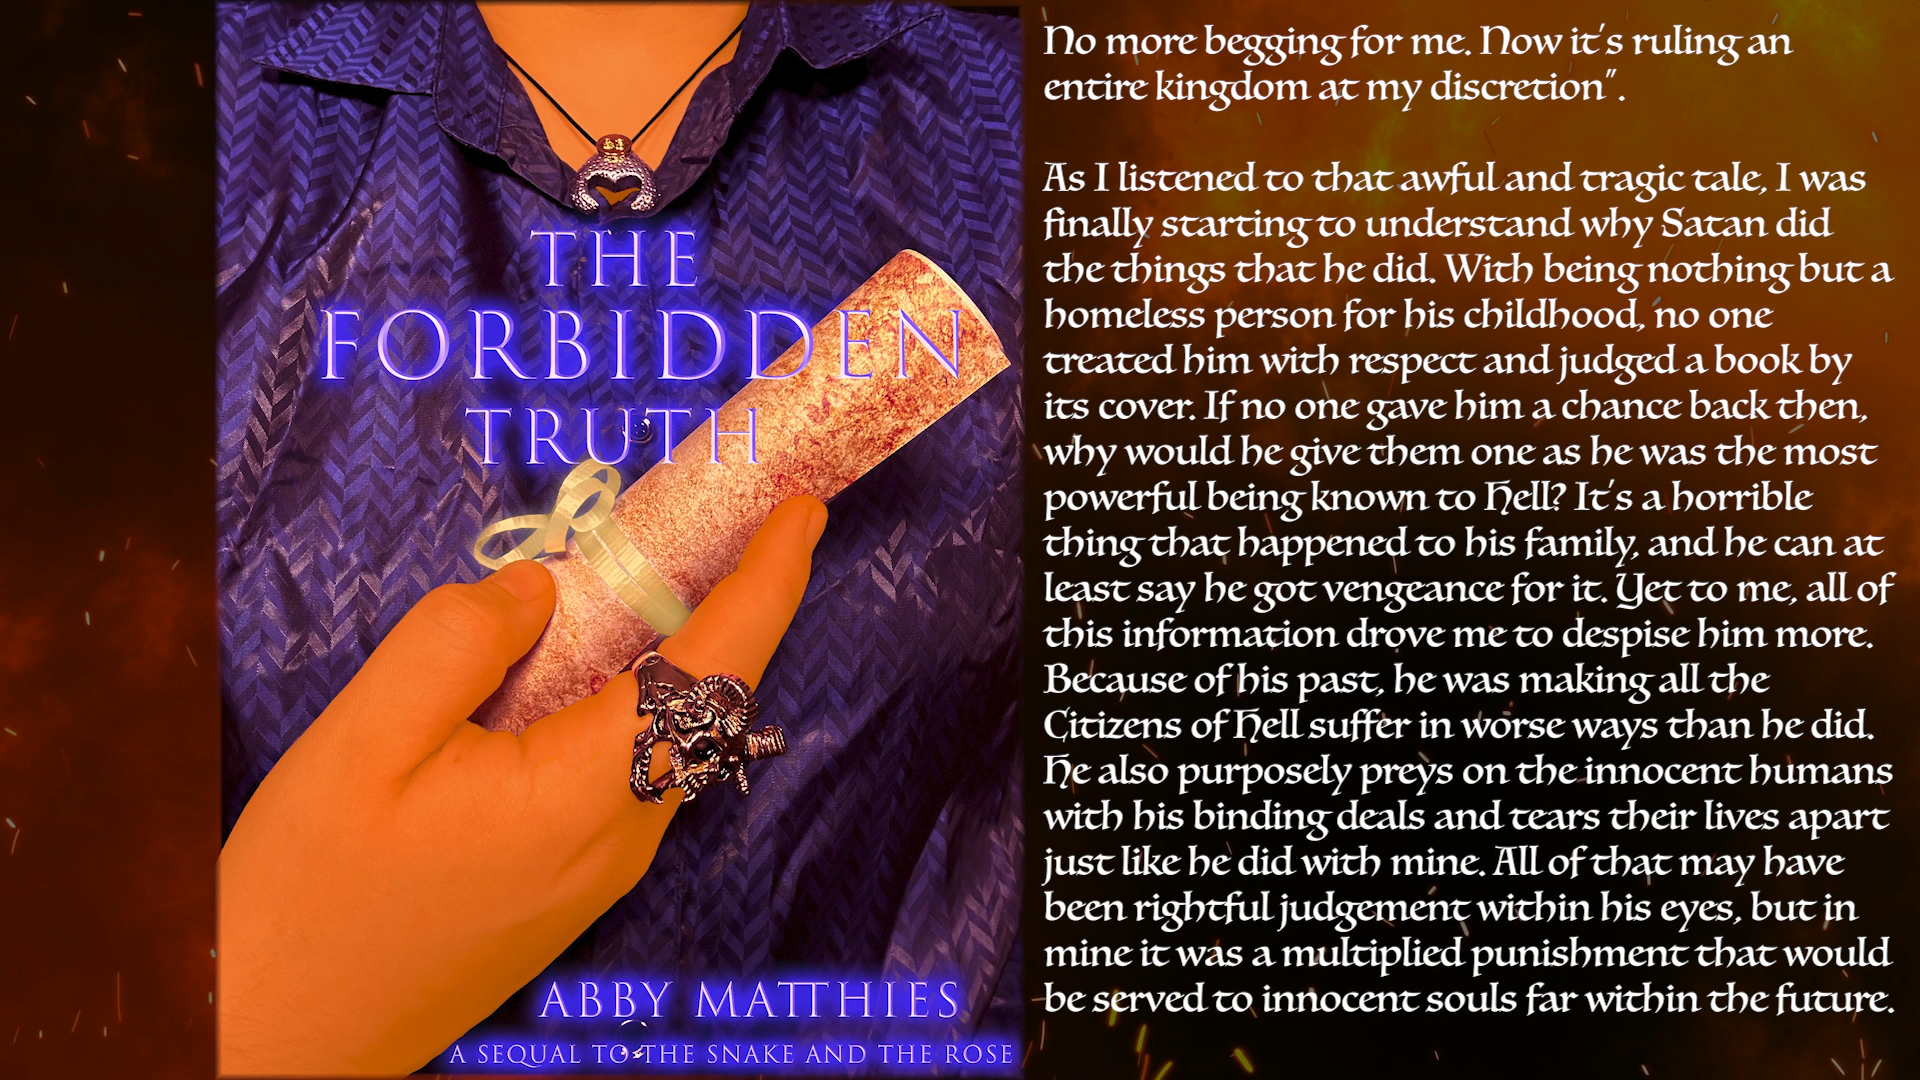 THE
FORBIDDEN
TRUTH
ABBY MATTHIES
A SEQUAL TO THE SNAKE AND THE ROSE
No more begging for me. Now it's ruling an
entire kingdom at my discretion".
As I listened to that awful and tragic tale, I was
finally starting to understand why Satan did
the things that he did. With being nothing but a
homeless person for his childhood, no one
treated him with respect and judged a book by
its cover. If no one gave him a chance back then,
why would he give them one as he was the most
powerful being known to Hell? It's a horrible
thing that happened to his family, and he can at
least say he got vengeance for it. Yet to me, all of
this information drove me to despise him more.
Because of his past, he was making all the
Citizens of Hell suffer in worse ways than he did.
He also purposely preys on the innocent humans
with his binding deals and tears their lives apart
just like he did with mine. All of that may have
been rightful judgement within his eyes, but in
mine it was a multiplied punishment that would
be served to innocent souls far within the future.